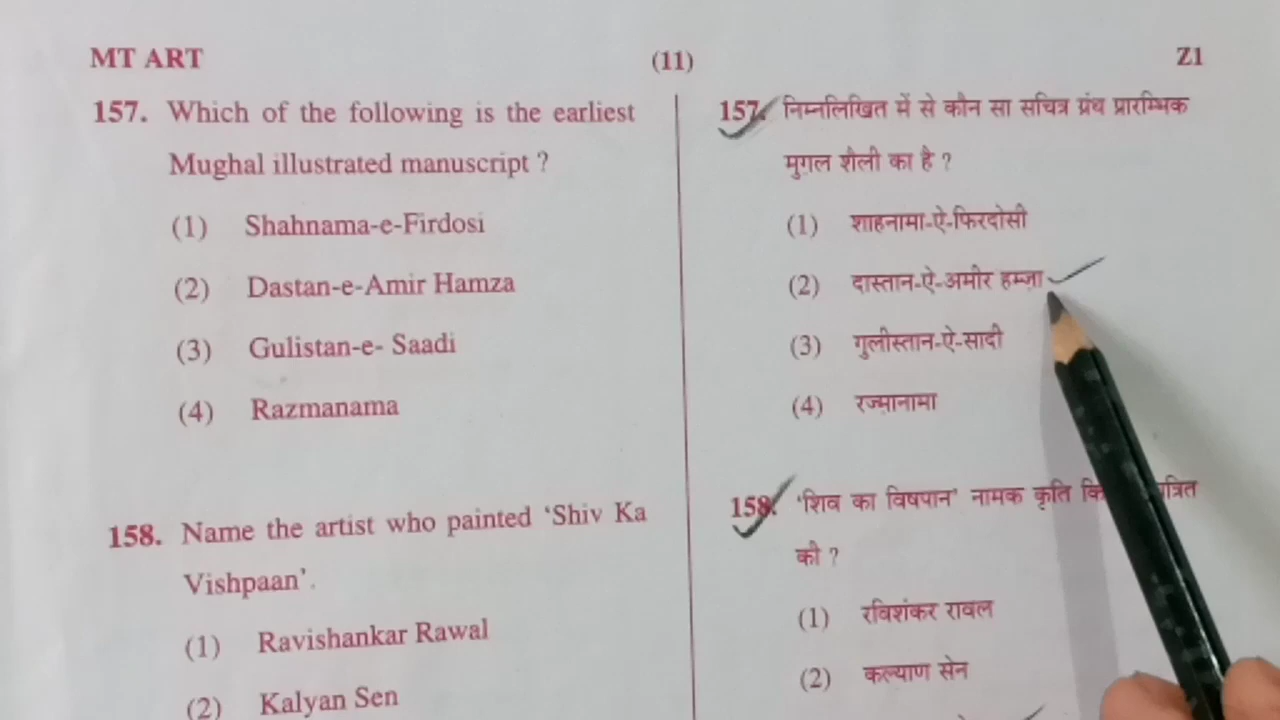 MT ART (11) Z1
157. Which of the following is the earliest
Mughal illustrated manuscript ?
(1) Shahnama-e-Firdosi
(2) Dastan-e-Amir Hamza
(3) Gulistan-e- Saadi
(4) Razmanama
158. Name the artist who painted ‘Shiv Ka
Vishpaan’.
(1) Ravishankar Rawal
(2) Kalyan Sen
157. निम्नलिखित में से कौन सा सचित्र ग्रंथ प्रारम्भिक
मुग़ल शैली का है ?
(1) शाहनामा-ऐ-फिरदोसी
(2) दास्तान-ऐ-अमीर हम्ज़ा
(3) गुलीस्तान-ऐ-सादी
(4) रज्मानामा
158. ‘शिव का विषपान’ नामक कृति
की ?
(1) रविशंकर रावल
(2) कल्याण सेन